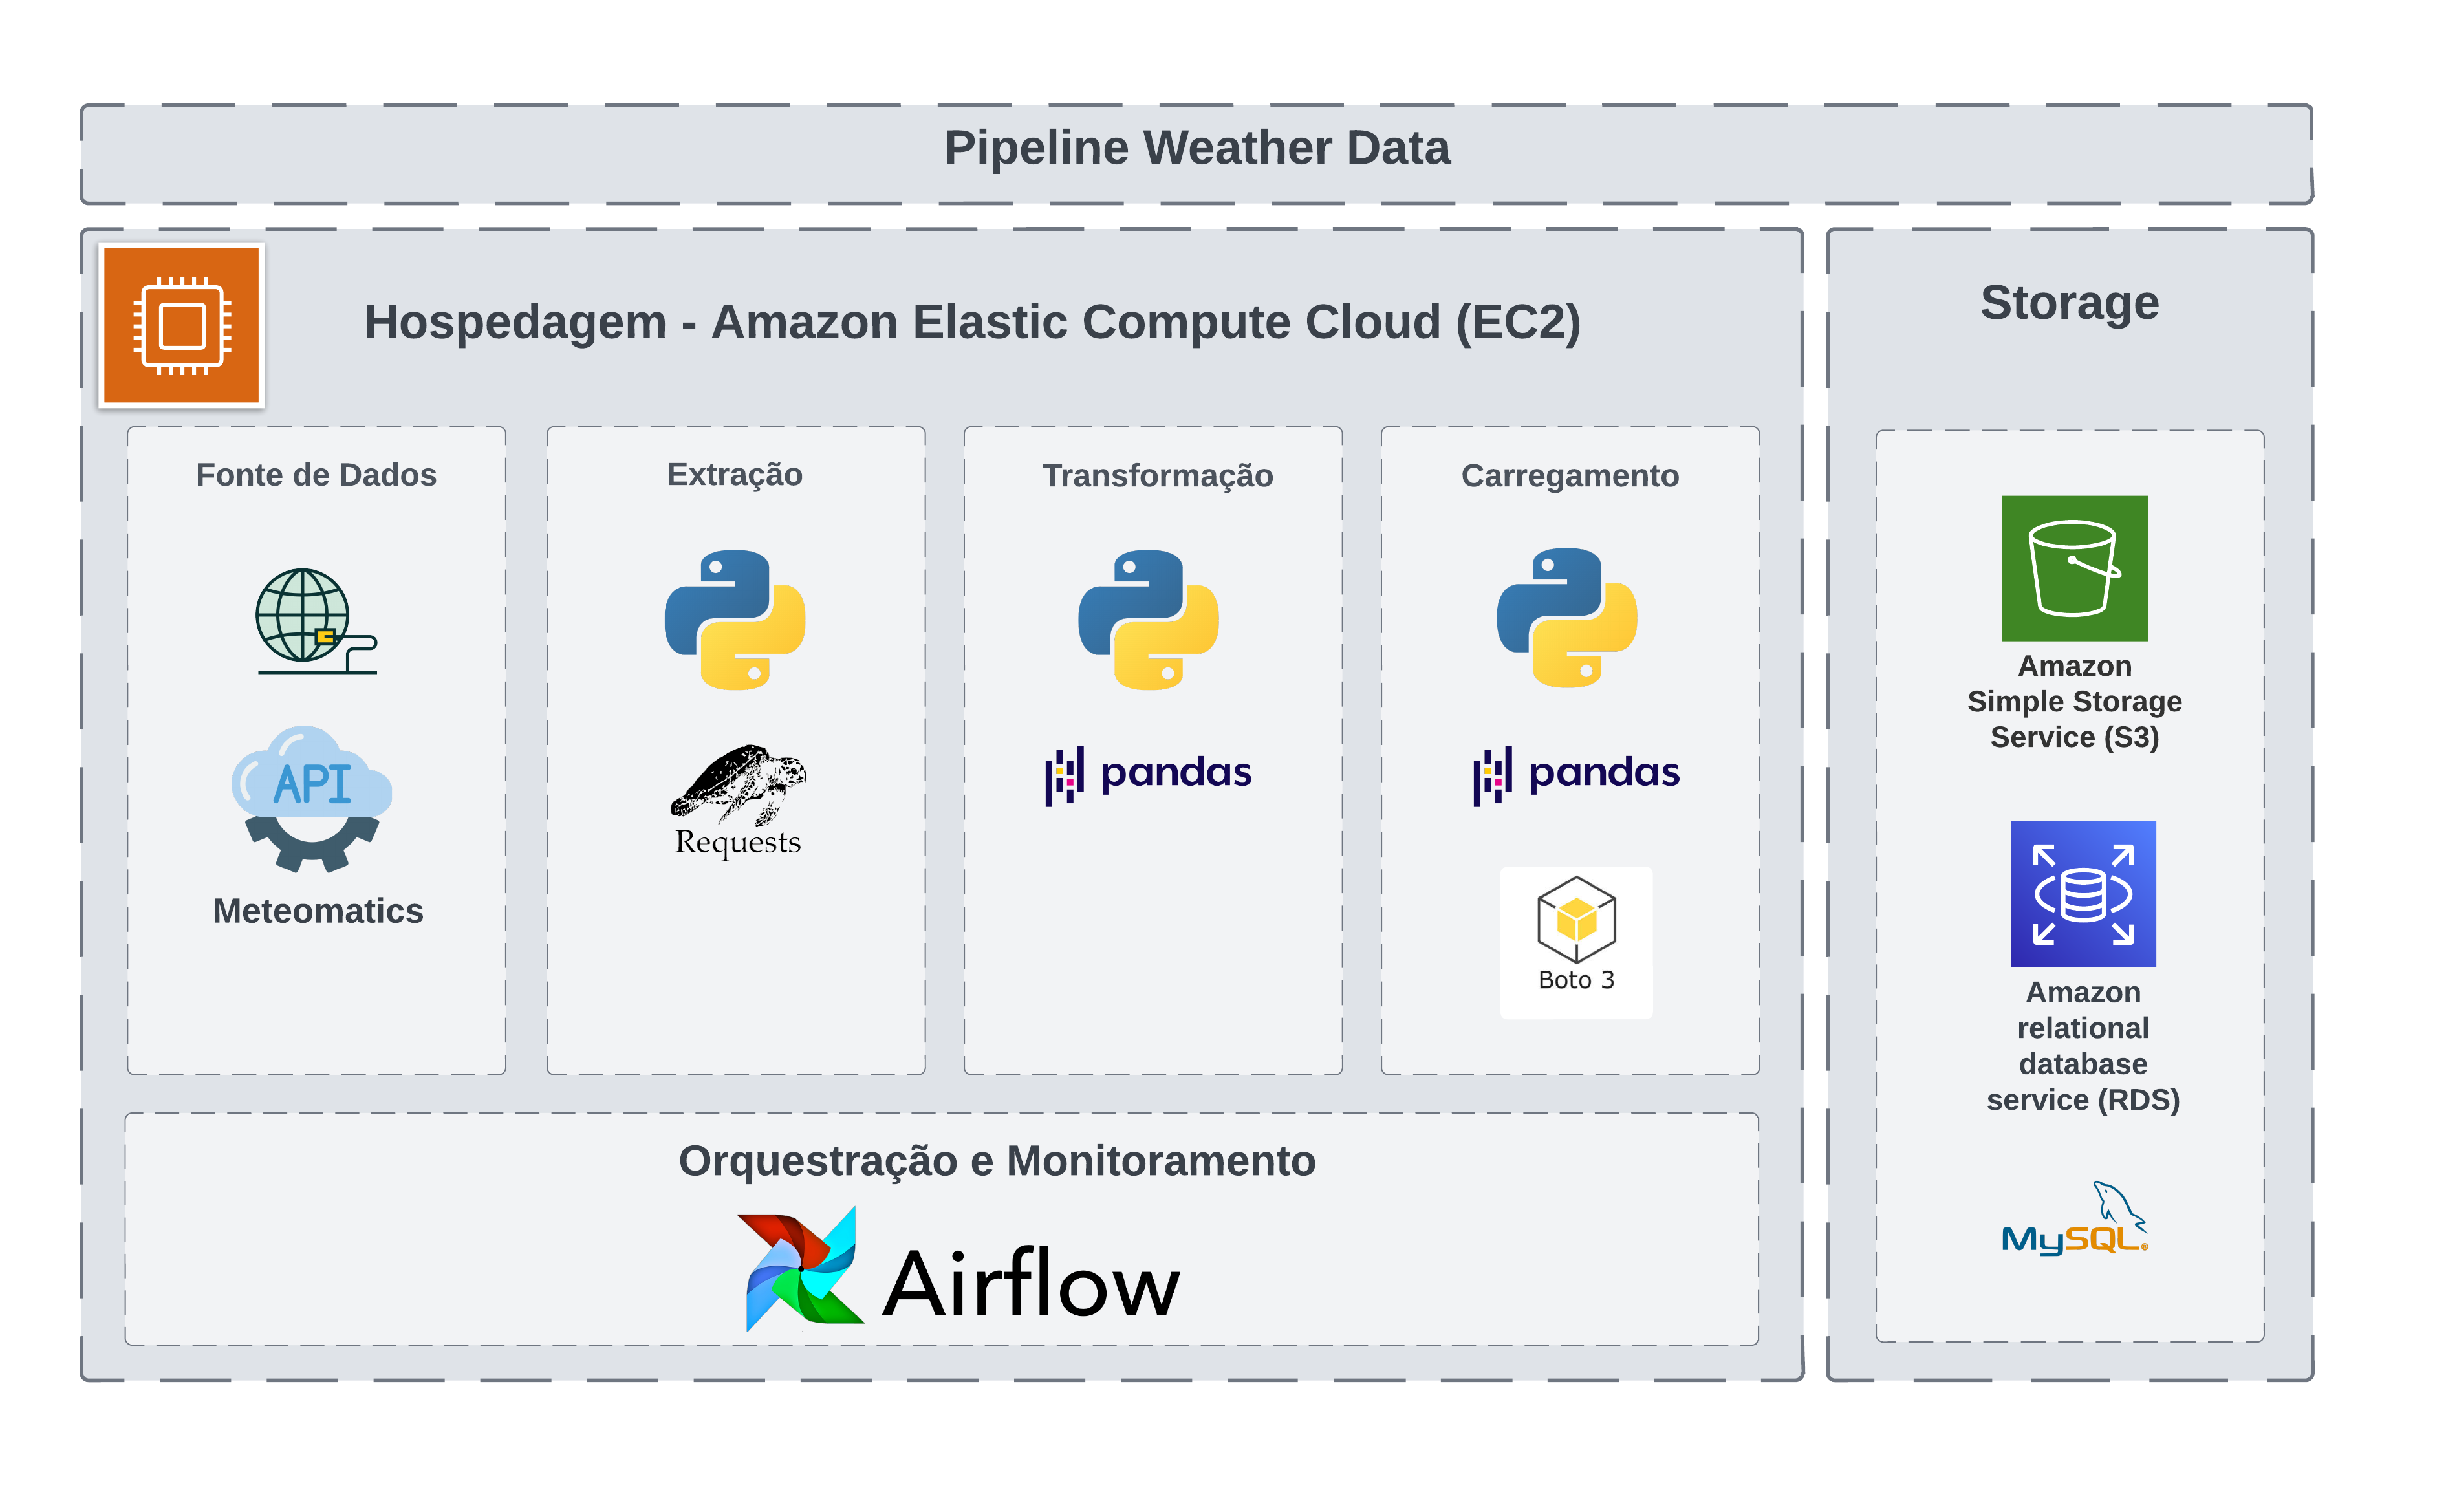 Pipeline Weather Data
Hospedagem - Amazon Elastic Compute Cloud (EC2)
Fonte de Dados
API
Meteomatics
Extração
Requests
Transformação
pandas
Carregamento
pandas
Boto 3
Orquestração e Monitoramento
Airflow
Storage
Amazon
Simple Storage
Service (S3)
Amazon
relational
database
service (RDS)
MySQL®